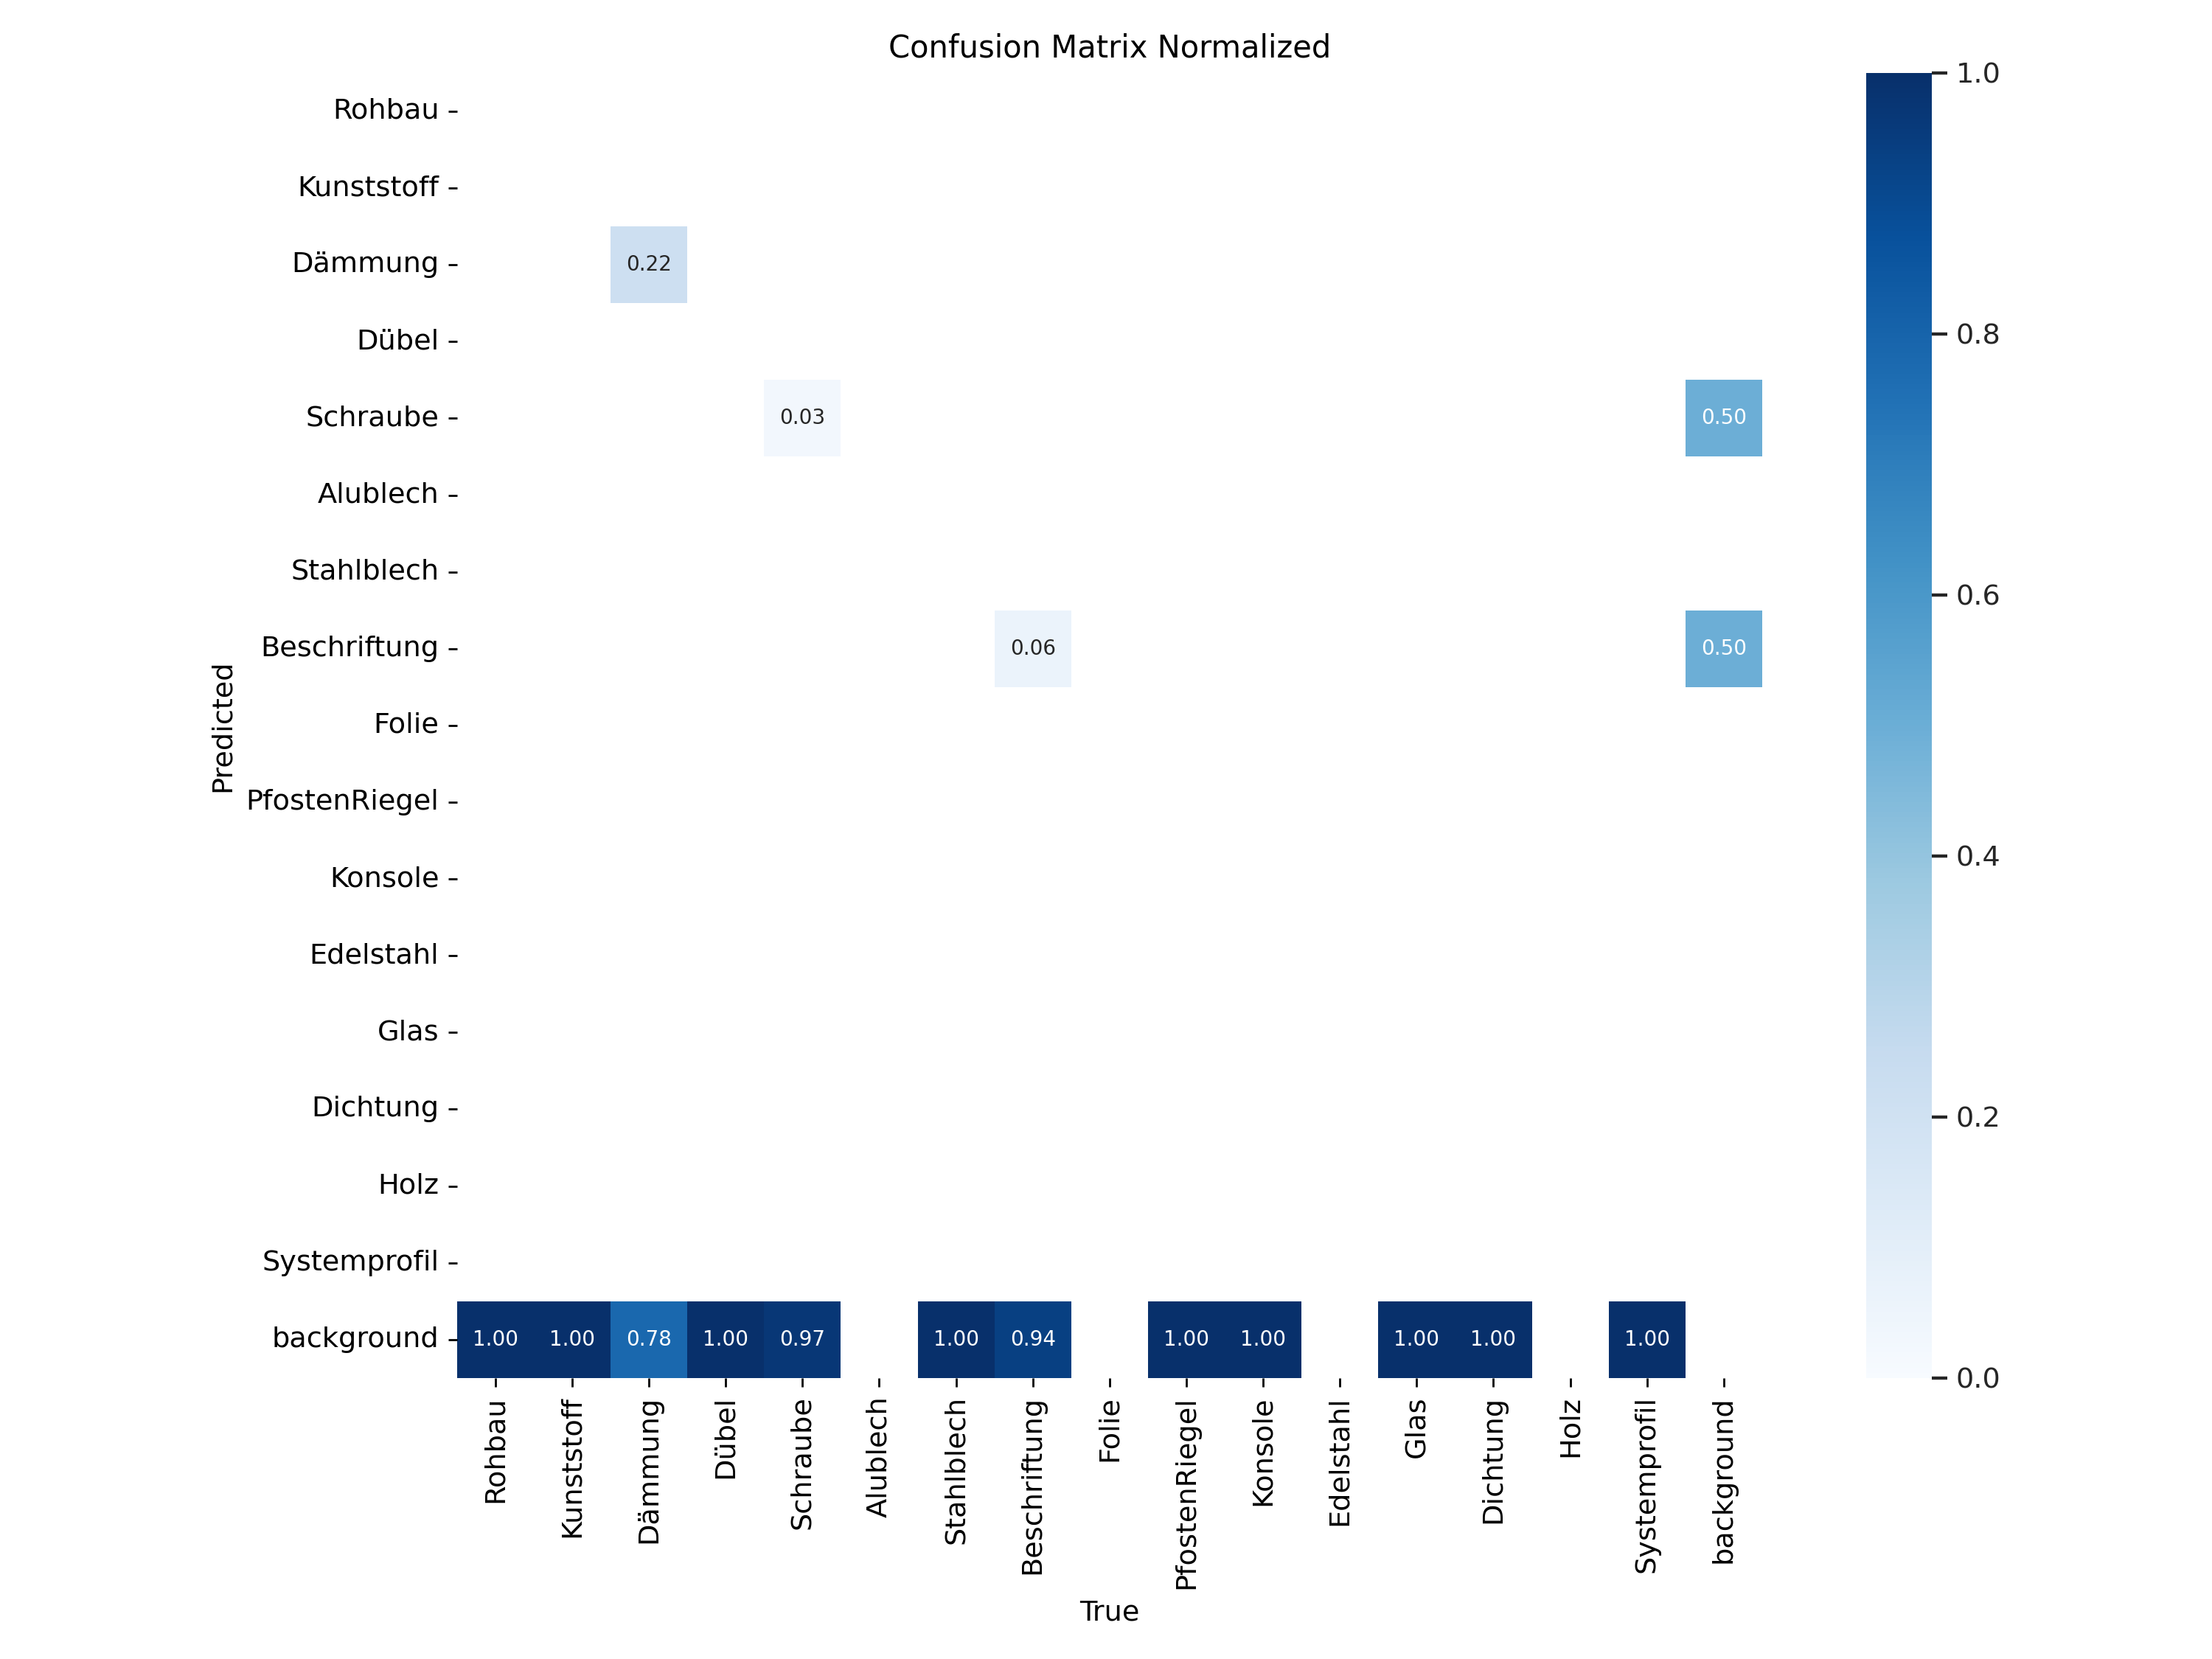 Confusion Matrix Normalized
Rohbau
Kunststoff
Dämmung
0.22
Dübel
Schraube
0.03
0.50
Alublech
Stahlblech
Beschriftung
0.06
0.50
Folie
PfostenRiegel
Konsole
Edelstahl
Glas
Dichtung
Holz
Systemprofil
background
1.00 1.00 0.78 1.00 0.97 1.00 0.94 1.00 1.00 1.00 1.00 1.00
Predicted
Rohbau
Kunststoff
Dämmung
Dübel
Schraube
Alublech
Stahlblech
Beschriftung
Folie
PfostenRiegel
Konsole
Edelstahl
Glas
Dichtung
Holz
Systemprofil
background
True
1.0
0.8
0.6
0.4
0.2
0.0